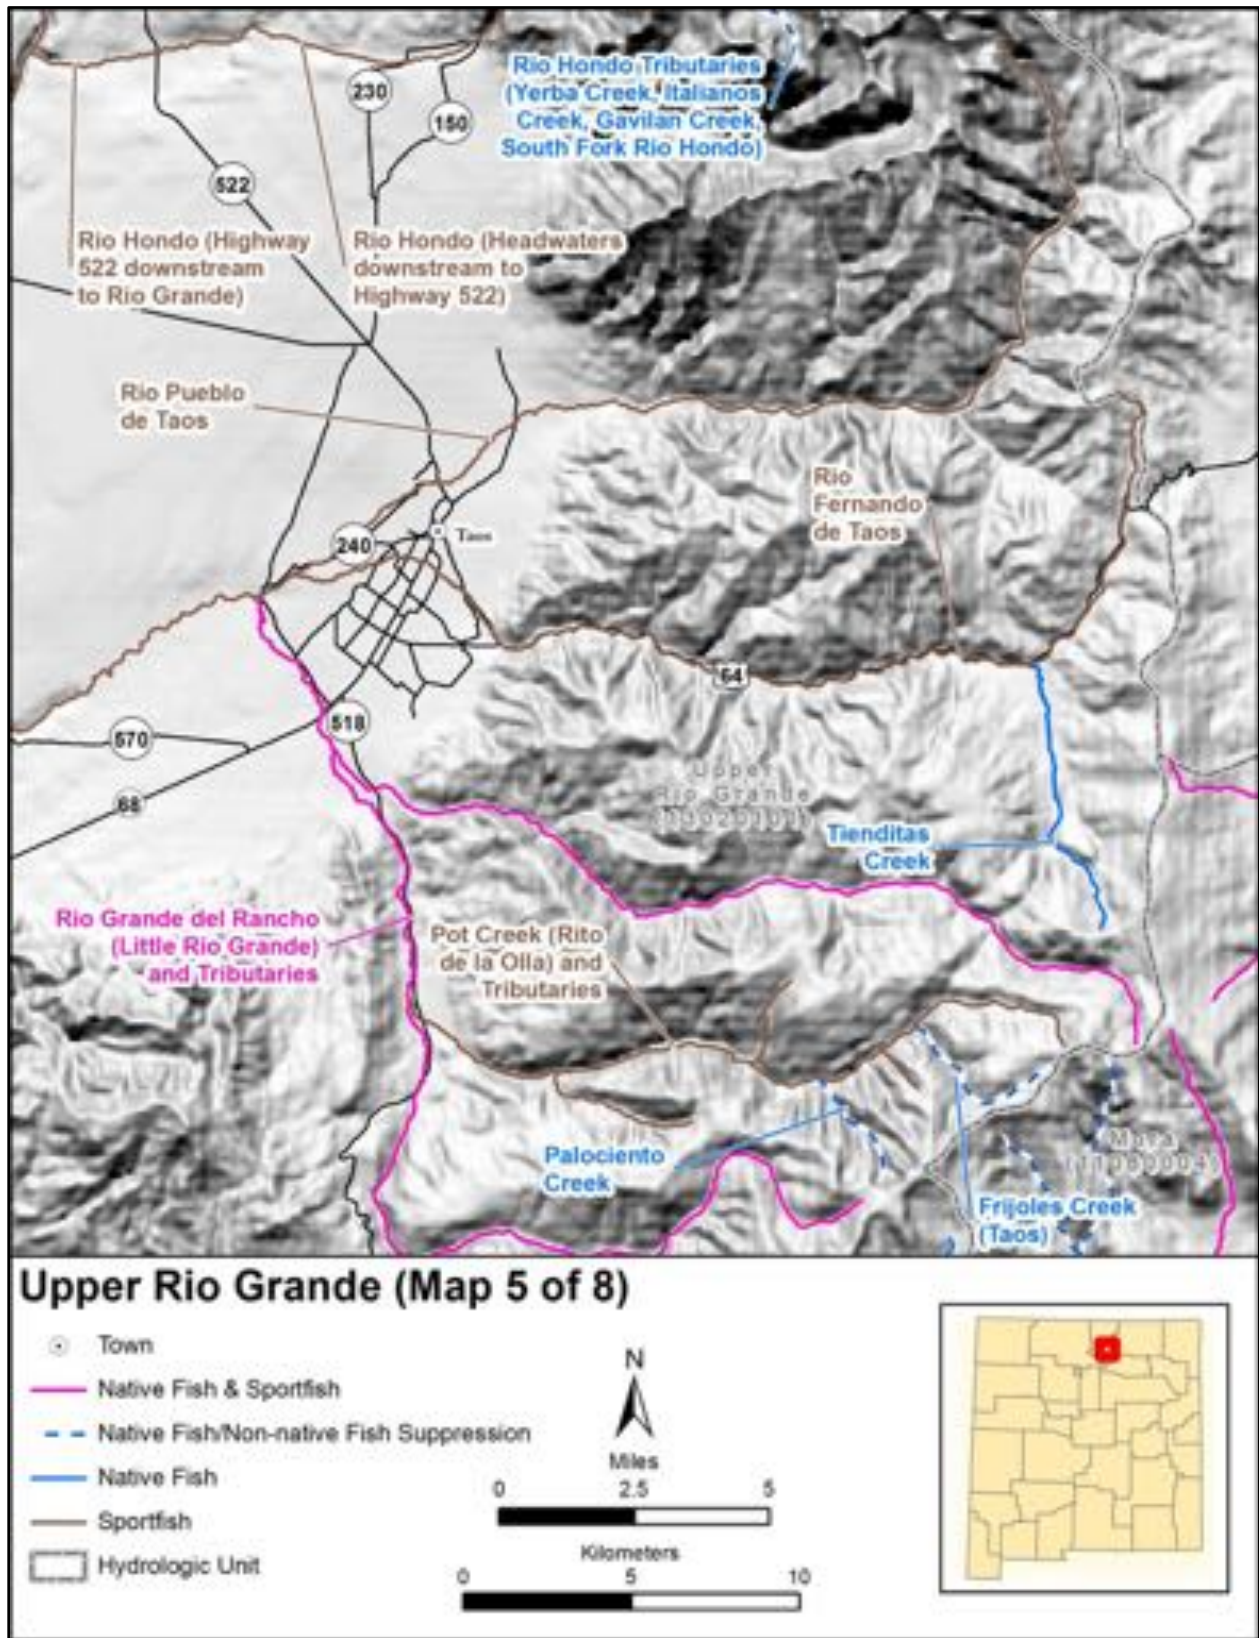 Rio Hondo Tributaries
(Yerba Creek, Italianos
Creek, Gavilan Creek,
South Fork Rio Hondo)
230
150
522
Rio Hondo (Highway
522 downstream
to Rio Grande)
Rio Hondo (Headwaters
downstream to
Highway 522)
Rio Pueblo
de Taos
Rio
Fernando
de Taos
240
Taos
64
518
570
68
Upper
Rio Grande
Tienditas
Creek
Rio Grande del Rancho
(Little Rio Grande)
and Tributaries
Pot Creek (Rito
de la Olla) and
Tributaries
Mora
Palociento
Creek
Frijoles Creek
(Taos)
Upper Rio Grande (Map 5 of 8)
Town
Native Fish & Sportfish
Native Fish/Non-native Fish Suppression
Native Fish
Sportfish
Hydrologic Unit
N
Miles
0 2.5 5
Kilometers
0 5 10